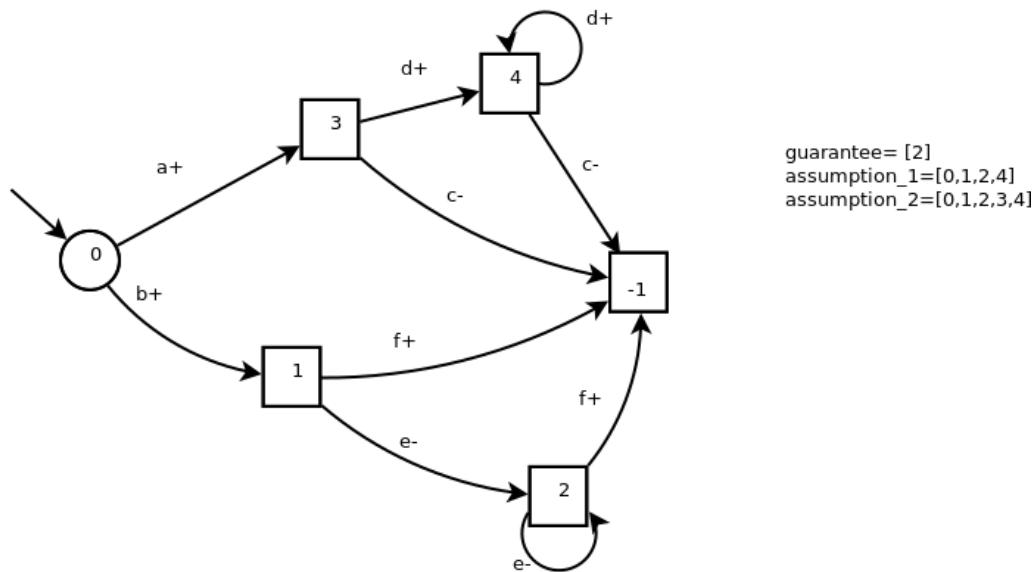 d+
4
d+
3
guarantee= [2]
assumption_1=[0,1,2,4]
assumption_2=[0,1,2,3,4]
a+
c-
c-
0
-1
b+
f+
1
f+
e-
2
e-